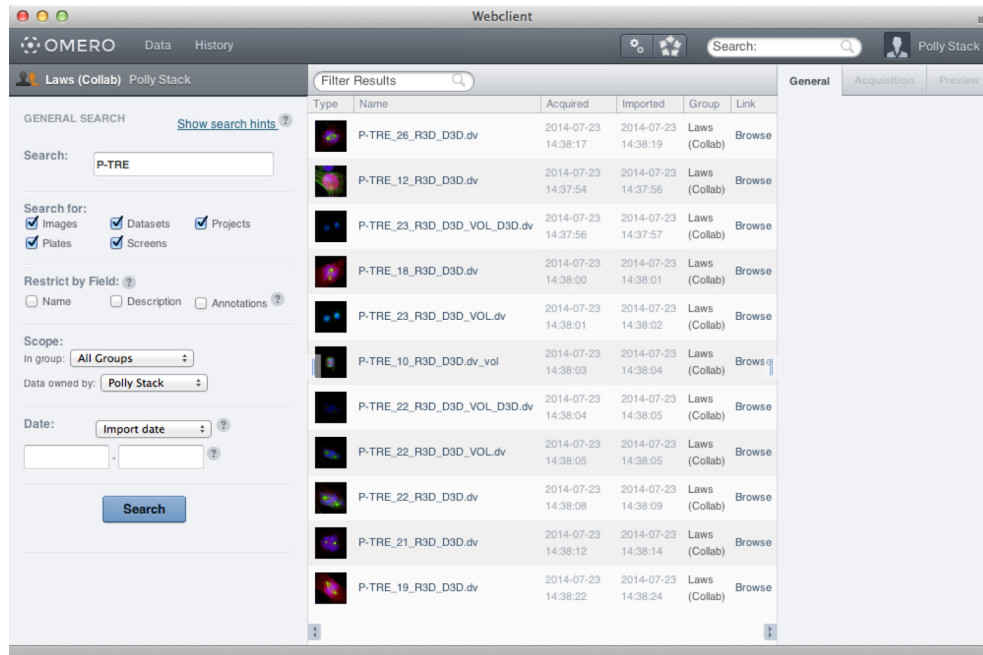 Webclient
OMERO Data History Search: Polly Stack
Laws (Collab) Polly Stack
Filter Results
General Acquisition Preview
GENERAL SEARCH Show search hints ?
Search: P-TRE
Search for:
Images Datasets Projects
Plates Screens
Restrict by Field: ?
Name Description Annotations ?
Scope:
In group: All Groups
Data owned by: Polly Stack
Date: Import date ?
- ?
Search
Type Name Acquired Imported Group Link
P-TRE_26_R3D_D3D.dv 2014-07-23 14:38:17 2014-07-23 14:38:19 Laws (Collab) Browse
P-TRE_12_R3D_D3D.dv 2014-07-23 14:37:54 2014-07-23 14:37:56 Laws (Collab) Browse
P-TRE_23_R3D_D3D_VOL_D3D.dv 2014-07-23 14:37:56 2014-07-23 14:37:57 Laws (Collab) Browse
P-TRE_18_R3D_D3D.dv 2014-07-23 14:38:00 2014-07-23 14:38:01 Laws (Collab) Browse
P-TRE_23_R3D_D3D_VOL.dv 2014-07-23 14:38:01 2014-07-23 14:38:02 Laws (Collab) Browse
P-TRE_10_R3D_D3D.dv_vol 2014-07-23 14:38:03 2014-07-23 14:38:04 Laws (Collab) Browse
P-TRE_22_R3D_D3D_VOL_D3D.dv 2014-07-23 14:38:04 2014-07-23 14:38:05 Laws (Collab) Browse
P-TRE_22_R3D_D3D_VOL.dv 2014-07-23 14:38:05 2014-07-23 14:38:05 Laws (Collab) Browse
P-TRE_22_R3D_D3D.dv 2014-07-23 14:38:08 2014-07-23 14:38:09 Laws (Collab) Browse
P-TRE_21_R3D_D3D.dv 2014-07-23 14:38:12 2014-07-23 14:38:14 Laws (Collab) Browse
P-TRE_19_R3D_D3D.dv 2014-07-23 14:38:22 2014-07-23 14:38:24 Laws (Collab) Browse